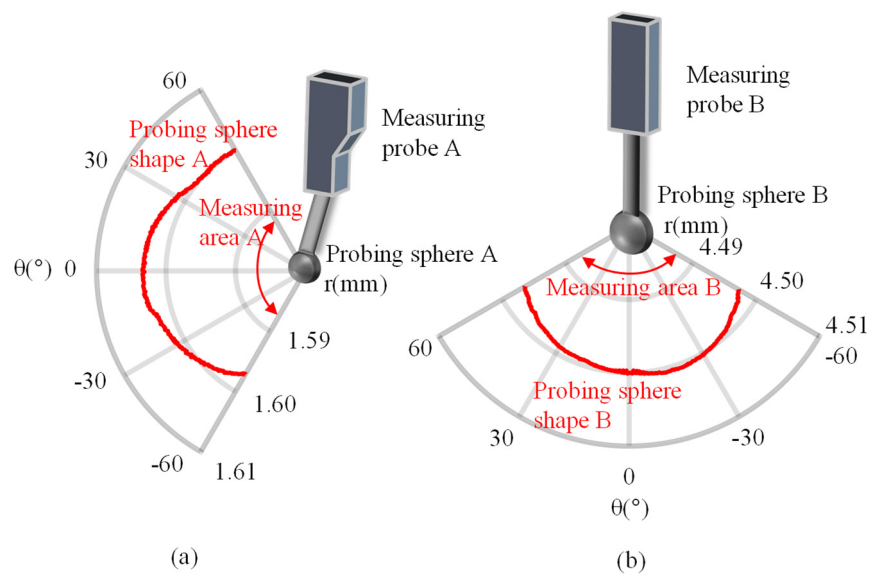 60
Measuring
probe A
Probing sphere
shape A
30
Measuring
area A
θ(°) 0
Probing sphere A
r(mm)
1.59
-30
1.60
-60
1.61
(a)
Measuring
probe B
Probing sphere B
r(mm)
4.49
Measuring area B
4.50
4.51
60
-60
Probing sphere
shape B
30
-30
0
θ(°)
(b)